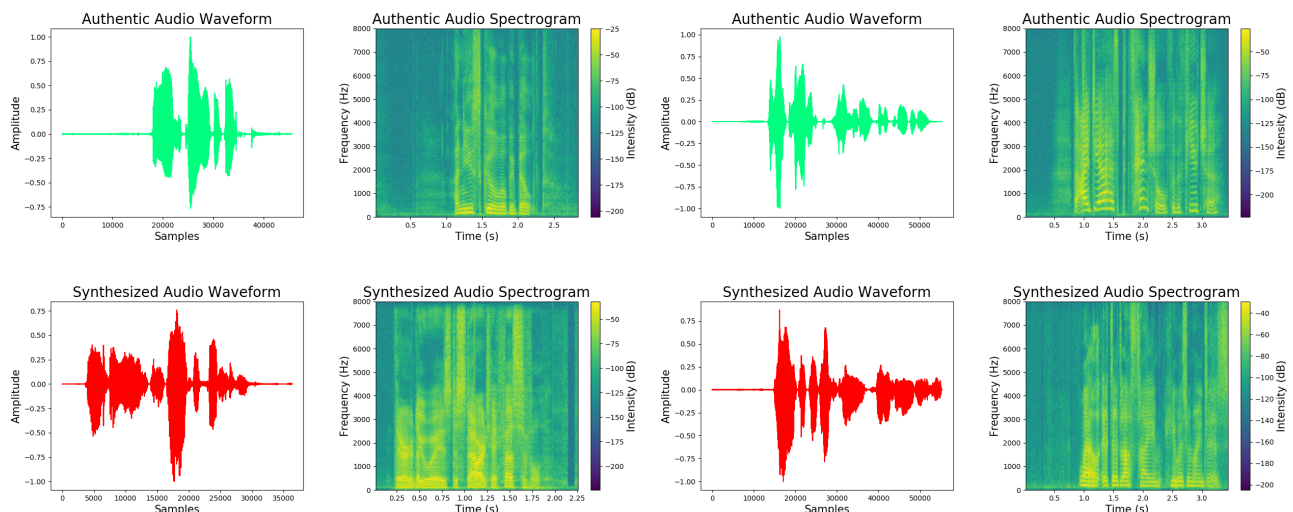 Authentic Audio Waveform
1.00
0.75
0.50
0.25
0.00
−0.25
−0.50
−0.75
Amplitude
0 10000 20000 30000 40000
Samples
Authentic Audio Spectrogram
8000
7000
6000
5000
4000
3000
2000
1000
0
Frequency (Hz)
0.5 1.0 1.5 2.0 2.5
Time (s)
−25
−50
−75
−100
−125
−150
−175
−200
Intensity (dB)
Authentic Audio Waveform
1.00
0.75
0.50
0.25
0.00
−0.25
−0.50
−0.75
−1.00
Amplitude
0 10000 20000 30000 40000 50000
Samples
Authentic Audio Spectrogram
8000
7000
6000
5000
4000
3000
2000
1000
0
Frequency (Hz)
0.5 1.0 1.5 2.0 2.5 3.0
Time (s)
−50
−75
−100
−125
−150
−175
−200
Intensity (dB)
Synthesized Audio Waveform
0.75
0.50
0.25
0.00
−0.25
−0.50
−0.75
−1.00
Amplitude
0 5000 10000 15000 20000 25000 30000 35000
Samples
Synthesized Audio Spectrogram
8000
7000
6000
5000
4000
3000
2000
1000
0
Frequency (Hz)
0.25 0.50 0.75 1.00 1.25 1.50 1.75 2.00 2.25
Time (s)
−50
−75
−100
−125
−150
−175
−200
Intensity (dB)
Synthesized Audio Waveform
0.75
0.50
0.25
0.00
−0.25
−0.50
−0.75
−1.00
Amplitude
0 10000 20000 30000 40000 50000
Samples
Synthesized Audio Spectrogram
8000
7000
6000
5000
4000
3000
2000
1000
0
Frequency (Hz)
0.5 1.0 1.5 2.0 2.5 3.0
Time (s)
−40
−60
−80
−100
−120
−140
−160
−180
−200
Intensity (dB)